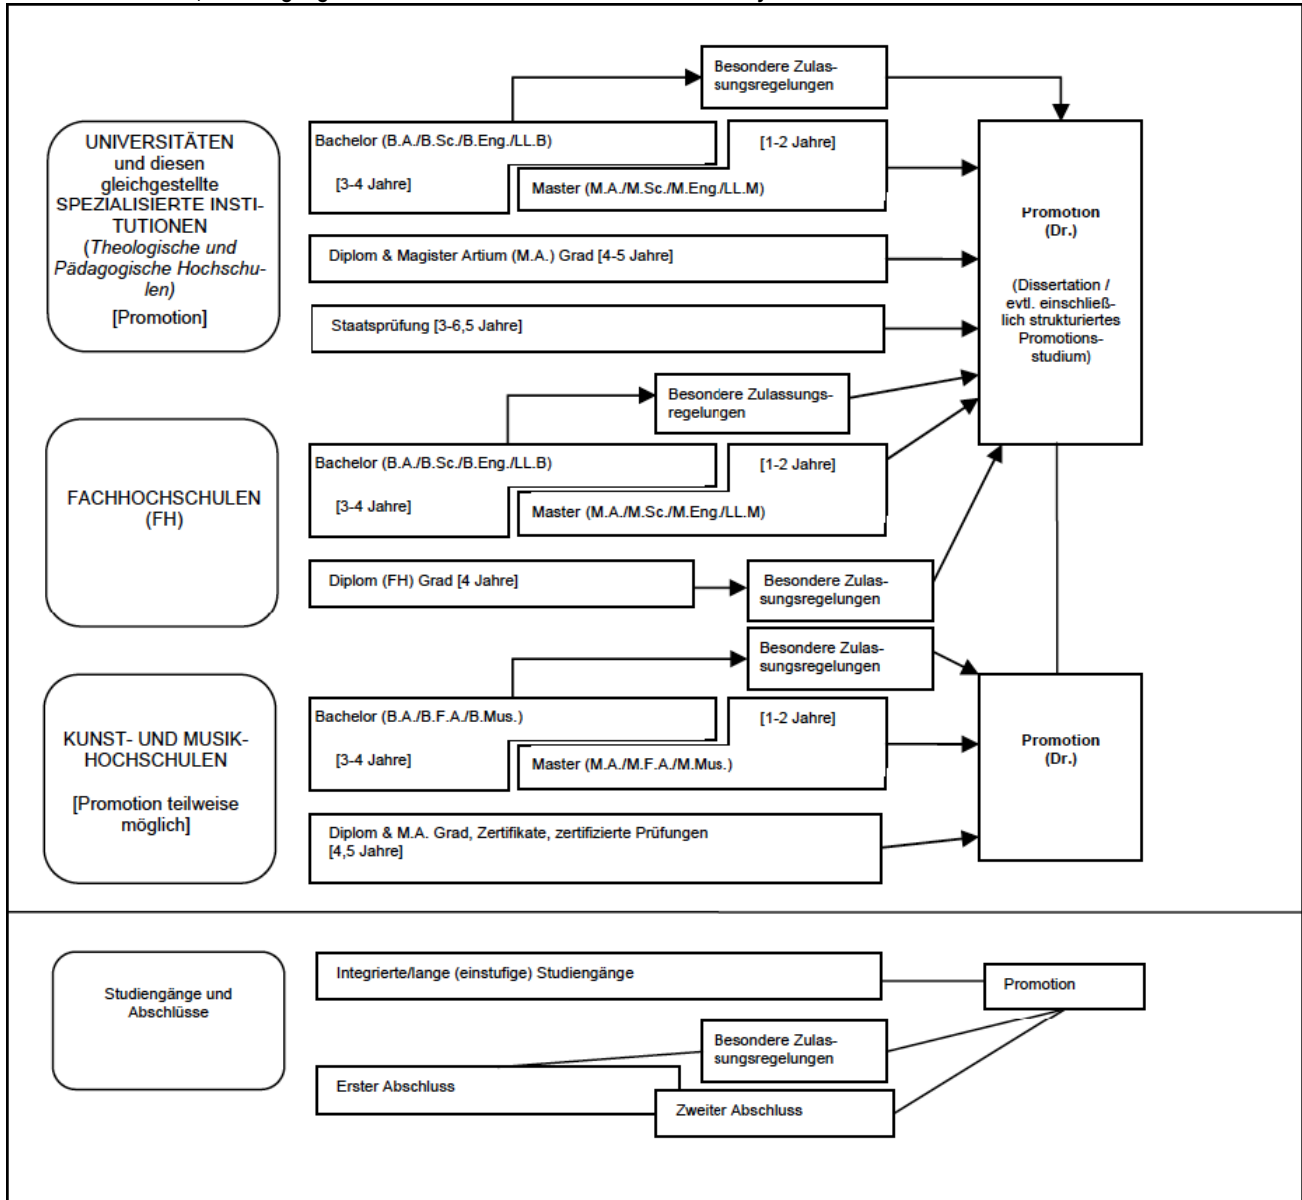 Besondere Zulas-
sungsregelungen
UNIVERSITÄTEN
und diesen
gleichgestellte
SPEZIALISIERTE INSTI-
TUTIONEN
(Theologische und
Pädagogische Hochschu-
len)
[Promotion]
Bachelor (B.A./B.Sc./B.Eng./LL.B)
[1-2 Jahre]
[3-4 Jahre]
Master (M.A./M.Sc./M.Eng./LL.M)
Diplom & Magister Artium (M.A.) Grad [4-5 Jahre]
Staatsprüfung [3-6,5 Jahre]
Promotion
(Dr.)
(Dissertation /
evtl. einschließ-
lich strukturiertes
Promotions-
studium)
Besondere Zulassungs-
regelungen
FACHHOCHSCHULEN
(FH)
Bachelor (B.A./B.Sc./B.Eng./LL.B)
[1-2 Jahre]
[3-4 Jahre]
Master (M.A./M.Sc./M.Eng./LL.M)
Diplom (FH) Grad [4 Jahre]
Besondere Zulas-
sungsregelungen
Besondere Zulas-
sungsregelungen
KUNST- UND MUSIK-
HOCHSCHULEN
[Promotion teilweise
möglich]
Bachelor (B.A./B.F.A./B.Mus.)
[1-2 Jahre]
[3-4 Jahre]
Master (M.A./M.F.A./M.Mus.)
Promotion
(Dr.)
Diplom & M.A. Grad, Zertifikate, zertifizierte Prüfungen
[4,5 Jahre]
Studiengänge und
Abschlüsse
Integrierte/lange (einstufige) Studiengänge
Promotion
Besondere Zulas-
sungsregelungen
Erster Abschluss
Zweiter Abschluss